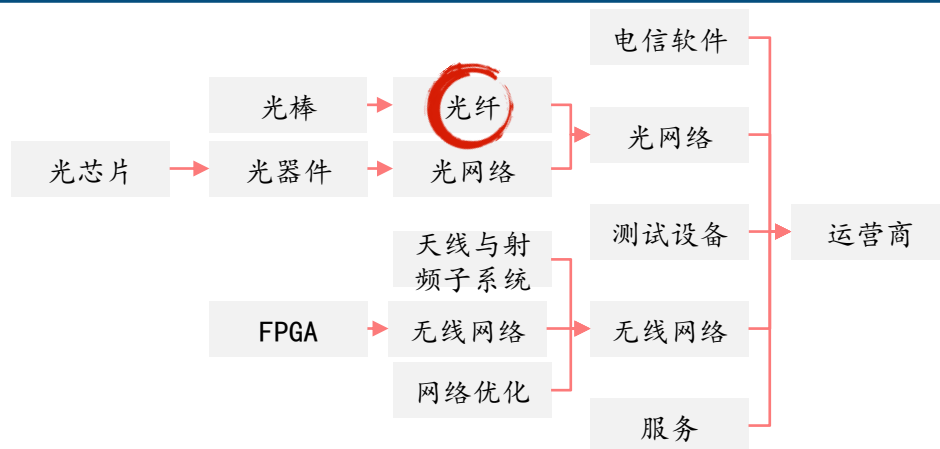 电信软件
光棒
光纤
光网络
光芯片
光器件
光网络
测试设备
运营商
天线与射
频子系统
FPGA
无线网络
无线网络
网络优化
服务